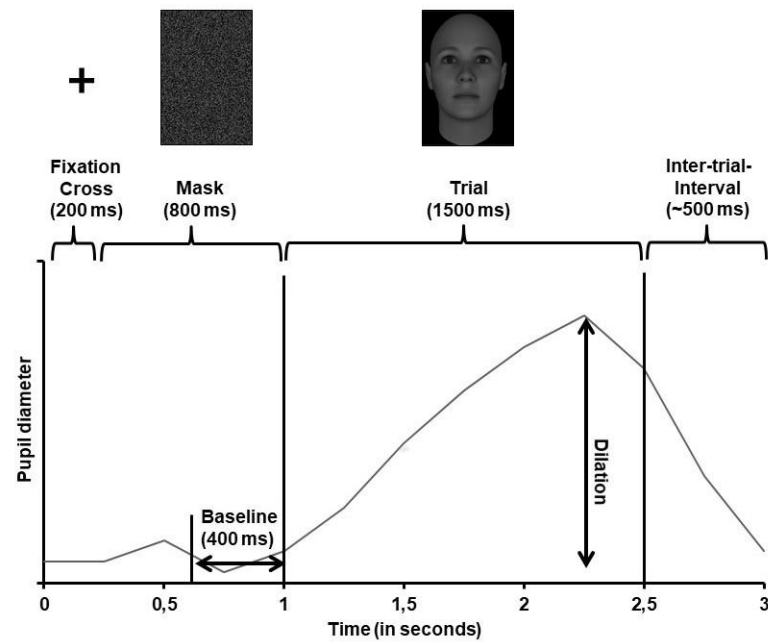 +
Fixation
Cross
(200 ms)
Mask
(800 ms)
Trial
(1500 ms)
Inter-trial-
Interval
(~500 ms)
Pupil diameter
Baseline
(400 ms)
Dilation
0
0,5
1
1,5
2
2,5
3
Time (in seconds)